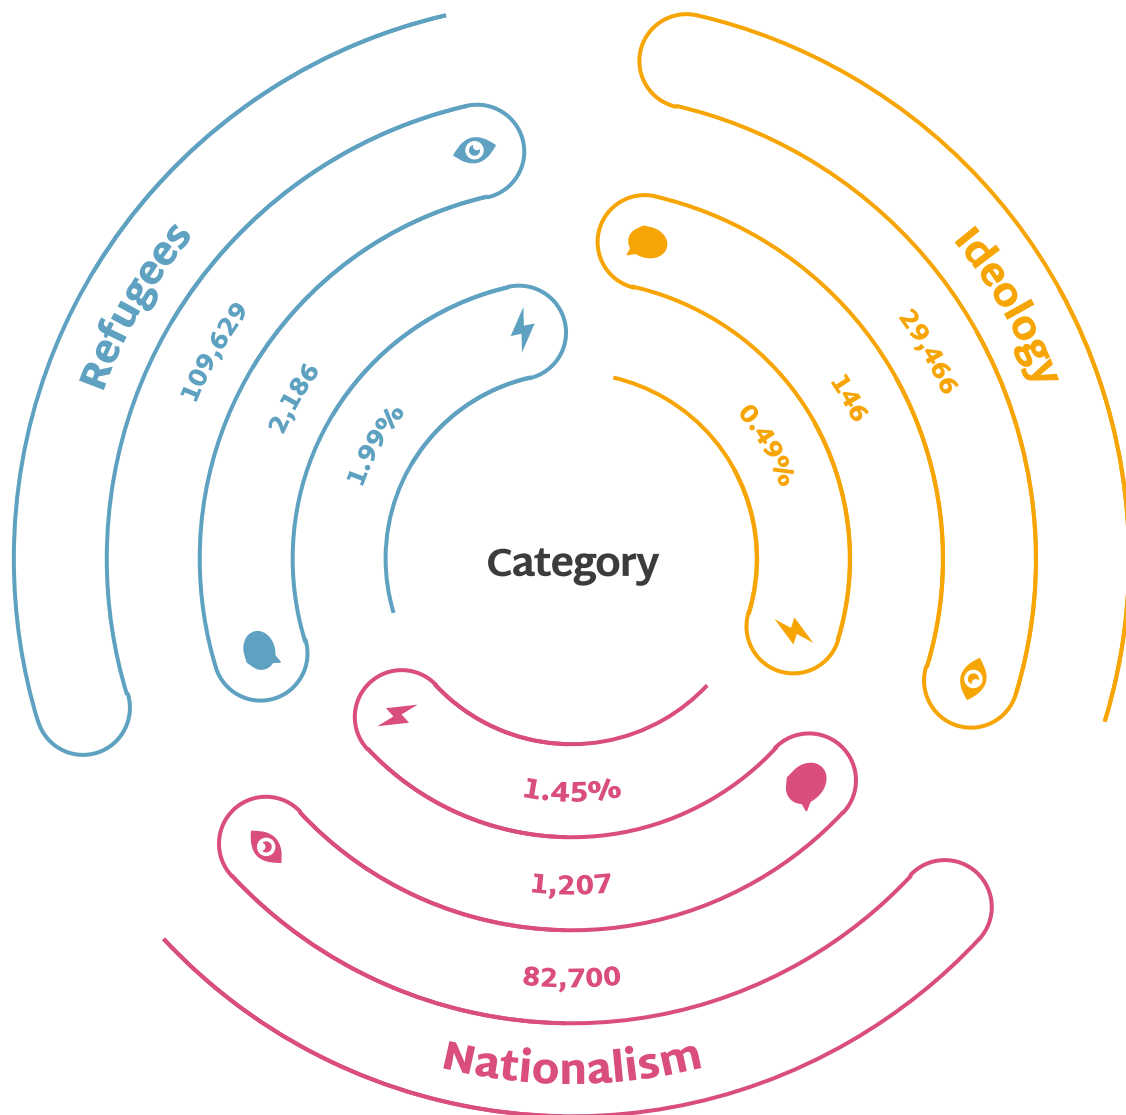 Refugees
109,629
2,186
1.99%
Ideology
29,466
146
0.49%
Category
1.45%
1,207
82,700
Nationalism